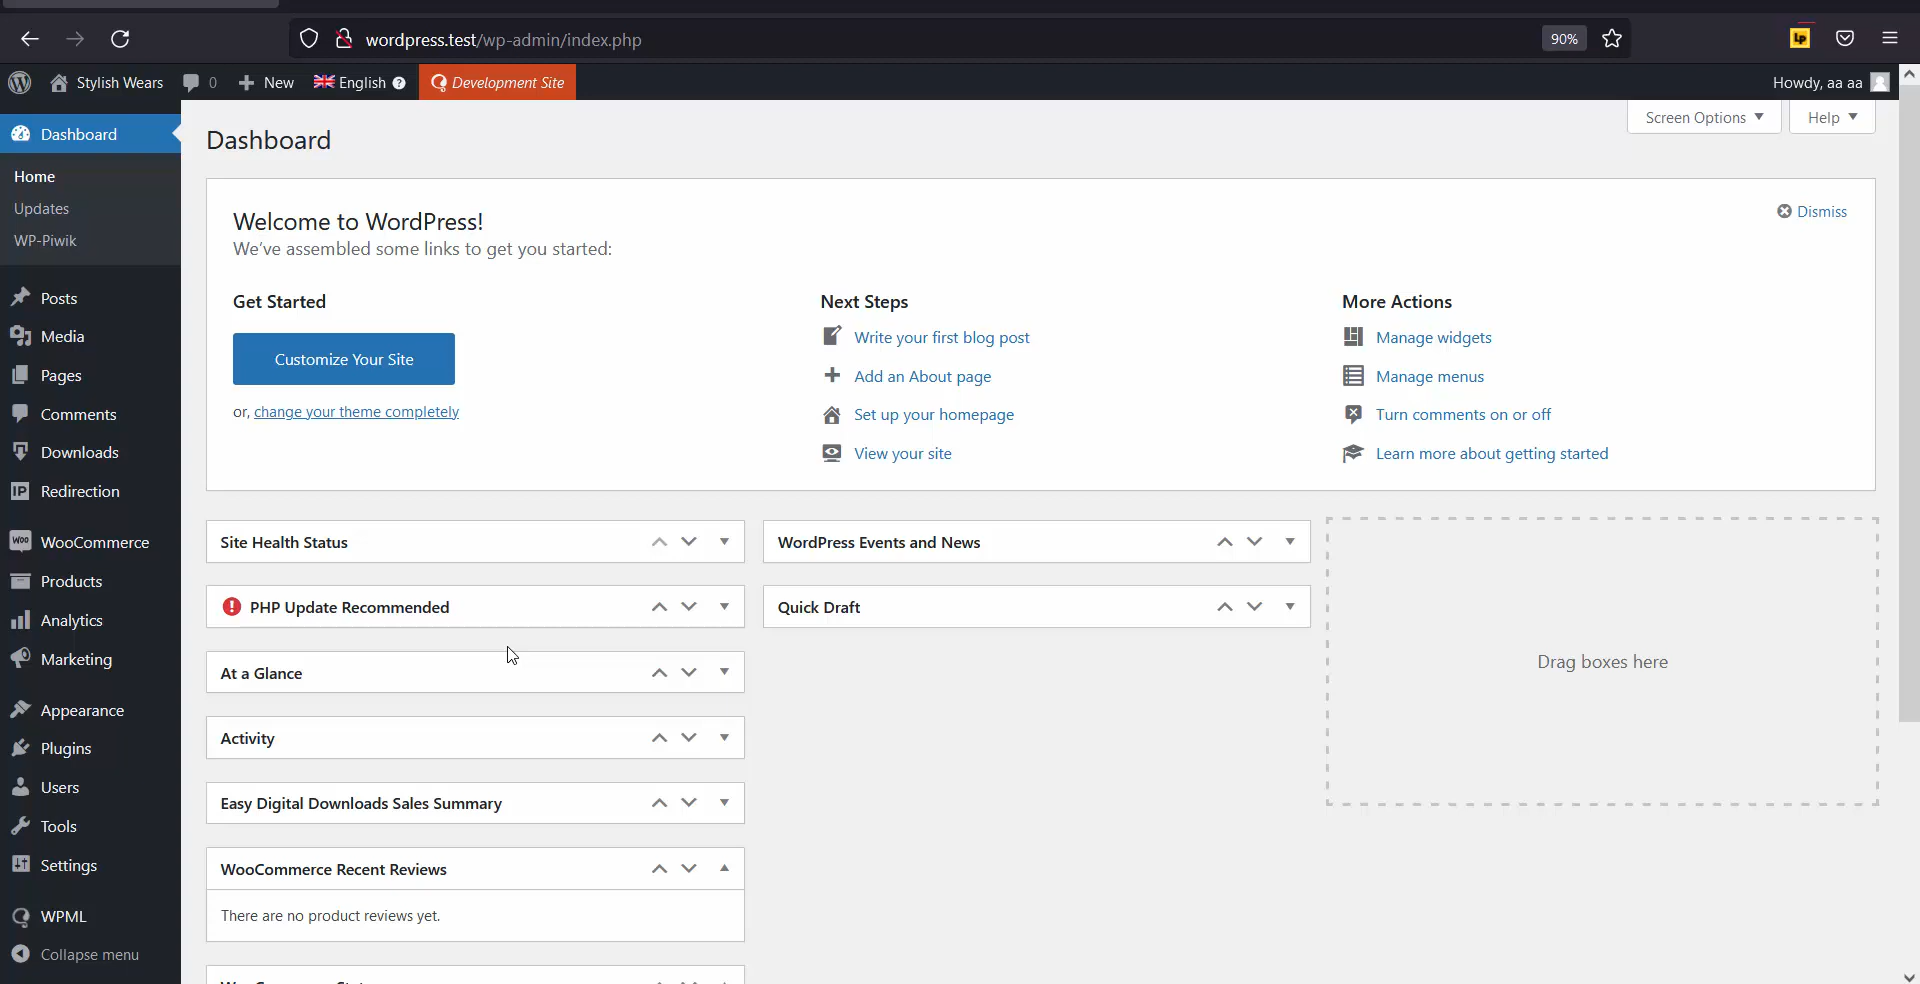 wordpress.test/wp-admin/index.php
90%
Lp
Stylish Wears
0
New
English
Development Site
Howdy, aa aa
Dashboard
Home
Updates
WP-Piwik
Posts
Media
Pages
Comments
Downloads
Redirection
WooCommerce
Products
Analytics
Marketing
Appearance
Plugins
Users
Tools
Settings
WPML
Collapse menu
Dashboard
Screen Options
Help
Welcome to WordPress!
We've assembled some links to get you started:
Dismiss
Get Started
Customize Your Site
or, change your theme completely
Next Steps
Write your first blog post
Add an About page
Set up your homepage
View your site
More Actions
Manage widgets
Manage menus
Turn comments on or off
Learn more about getting started
Site Health Status
PHP Update Recommended
At a Glance
Activity
Easy Digital Downloads Sales Summary
WooCommerce Recent Reviews
There are no product reviews yet.
WordPress Events and News
Quick Draft
Drag boxes here